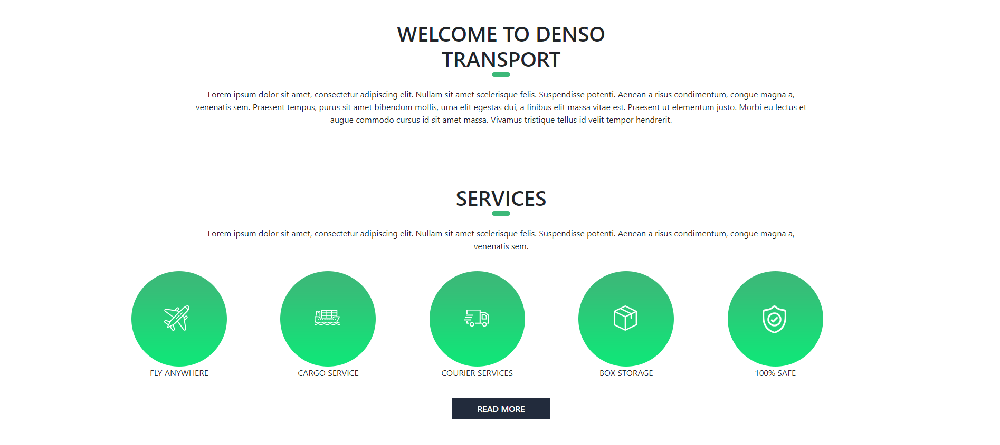 WELCOME TO DENSO
TRANSPORT
Lorem ipsum dolor sit amet, consectetur adipiscing elit. Nullam sit amet scelerisque felis. Suspendisse potenti. Aenean a risus condimentum, congue magna a,
venenatis sem. Praesent tempus, purus sit amet bibendum mollis, urna elit egestas dui, a finibus elit massa vitae est. Praesent ut elementum justo. Morbi eu lectus et
augue commodo cursus id sit amet massa. Vivamus tristique tellus id velit tempor hendrerit.
SERVICES
Lorem ipsum dolor sit amet, consectetur adipiscing elit. Nullam sit amet scelerisque felis. Suspendisse potenti. Aenean a risus condimentum, congue magna a,
venenatis sem.
FLY ANYWHERE
CARGO SERVICE
COURIER SERVICES
BOX STORAGE
100% SAFE
READ MORE